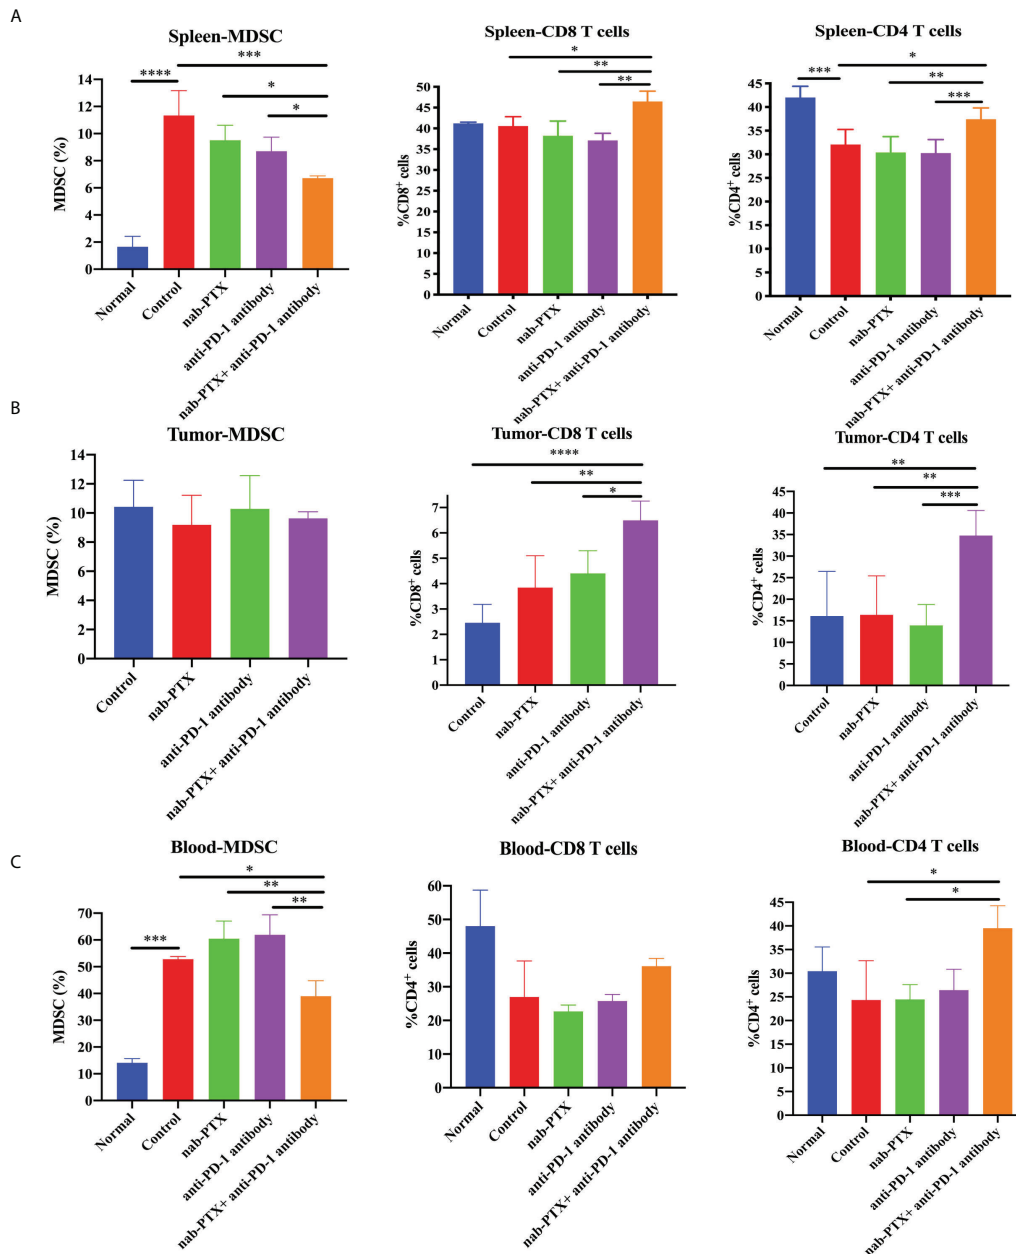 A
Spleen-MDSC
***
****
*
*
14
12
10
8
6
4
2
0
MDSC (%)
Normal
Control
nab-PTX
anti-PD-1 antibody
nab-PTX+ anti-PD-1 antibody
Spleen-CD8 T cells
*
**
**
50
45
40
35
30
25
20
15
10
5
0
%CD8+ cells
Normal
Control
nab-PTX
anti-PD-1 antibody
nab-PTX+ anti-PD-1 antibody
Spleen-CD4 T cells
*
***
**
***
45
40
35
30
25
20
15
10
5
0
%CD4+ cells
Normal
Control
nab-PTX
anti-PD-1 antibody
nab-PTX+ anti-PD-1 antibody
B
Tumor-MDSC
14
12
10
8
6
4
2
0
MDSC (%)
Control
nab-PTX
anti-PD-1 antibody
nab-PTX+ anti-PD-1 antibody
Tumor-CD8 T cells
****
**
*
7
6
5
4
3
2
1
0
%CD8+ cells
Control
nab-PTX
anti-PD-1 antibody
nab-PTX+ anti-PD-1 antibody
Tumor-CD4 T cells
**
**
***
45
40
35
30
25
20
15
10
5
0
%CD4+ cells
Control
nab-PTX
anti-PD-1 antibody
nab-PTX+ anti-PD-1 antibody
C
Blood-MDSC
*
**
**
***
70
60
50
40
30
20
10
0
MDSC (%)
Normal
Control
nab-PTX
anti-PD-1 antibody
nab-PTX+ anti-PD-1 antibody
Blood-CD8 T cells
60
50
40
30
20
10
0
%CD4+ cells
Normal
Control
nab-PTX
anti-PD-1 antibody
nab-PTX+ anti-PD-1 antibody
Blood-CD4 T cells
*
*
45
40
35
30
25
20
15
10
5
0
%CD4+ cells
Normal
Control
nab-PTX
anti-PD-1 antibody
nab-PTX+ anti-PD-1 antibody